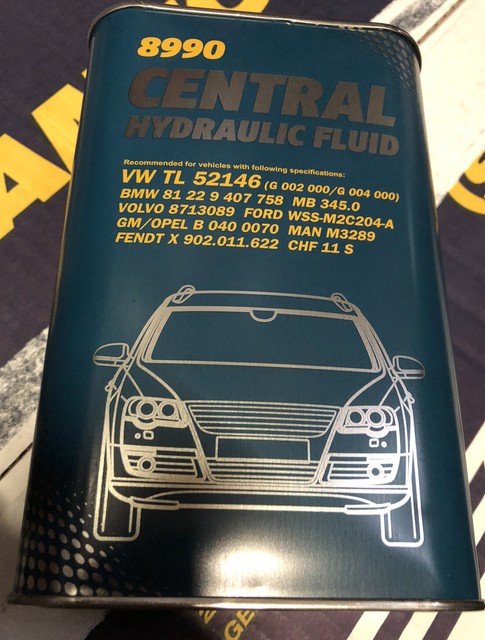 8990
CENTRAL
HYDRAULIC FLUID
Recommended for vehicles with following specifications:
VW TL 52146 (G 002 000/G 004 000)
BMW 81 22 9 407 758 MB 345.0
VOLVO 8713089 FORD WSS-M2C204-A
GM/OPEL B 040 0070 MAN M3289
FENDT X 902.011.622 CHF 11 S